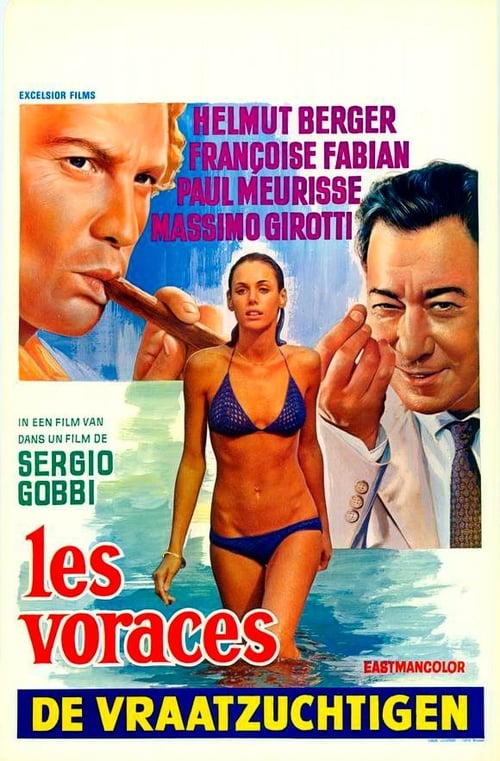 EXCELSIOR FILMS
HELMUT BERGER
FRANÇOISE FABIAN
PAUL MEURISSE
MASSIMO GIROTTI
IN EEN FILM VAN
DANS UN FILM DE
SERGIO
GOBBI
les
voraces
EASTMANCOLOR
DE VRAATZUCHTIGEN